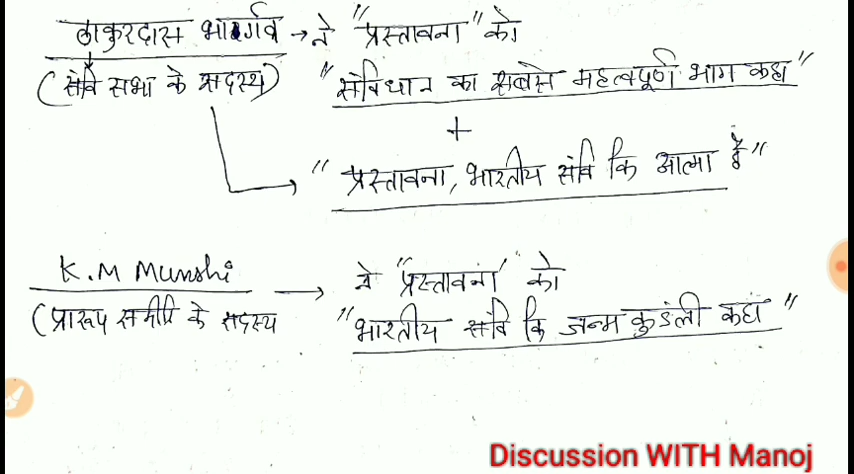 ठाकुरदास भार्गव → ने "प्रस्तावना" को
(संवि सभा के सदस्य) "संविधान का सबसे महत्वपूर्ण भाग कहा"
+
→ "प्रस्तावना, भारतीय संवि कि आत्मा है"
K.M Munshi → ने "प्रस्तावना" को
(प्रारूप समिति के सदस्य "भारतीय संवि कि जन्म कुडंली कहा"
Discussion WITH Manoj